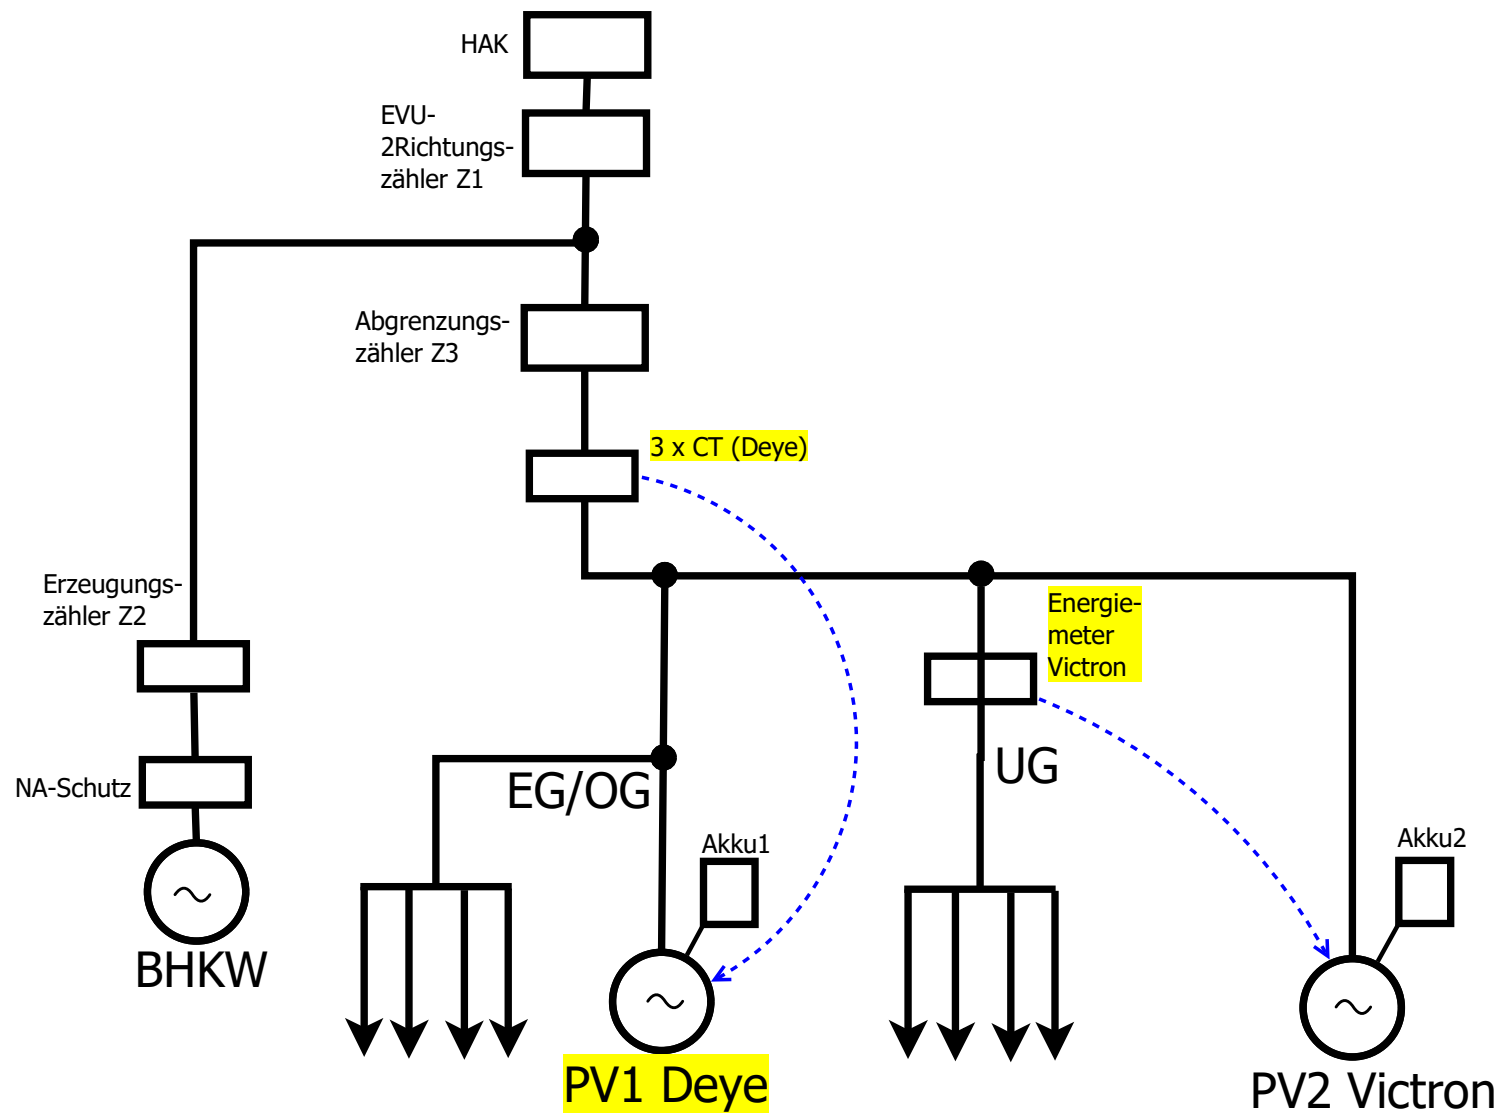 HAK
EVU-
2Richtungs-
zähler Z1
Abgrenzungs-
zähler Z3
3 x CT (Deye)
Erzeugungs-
zähler Z2
Energie-
meter
Victron
NA-Schutz
EG/OG
UG
Akku1
Akku2
BHKW
PV1 Deye
PV2 Victron